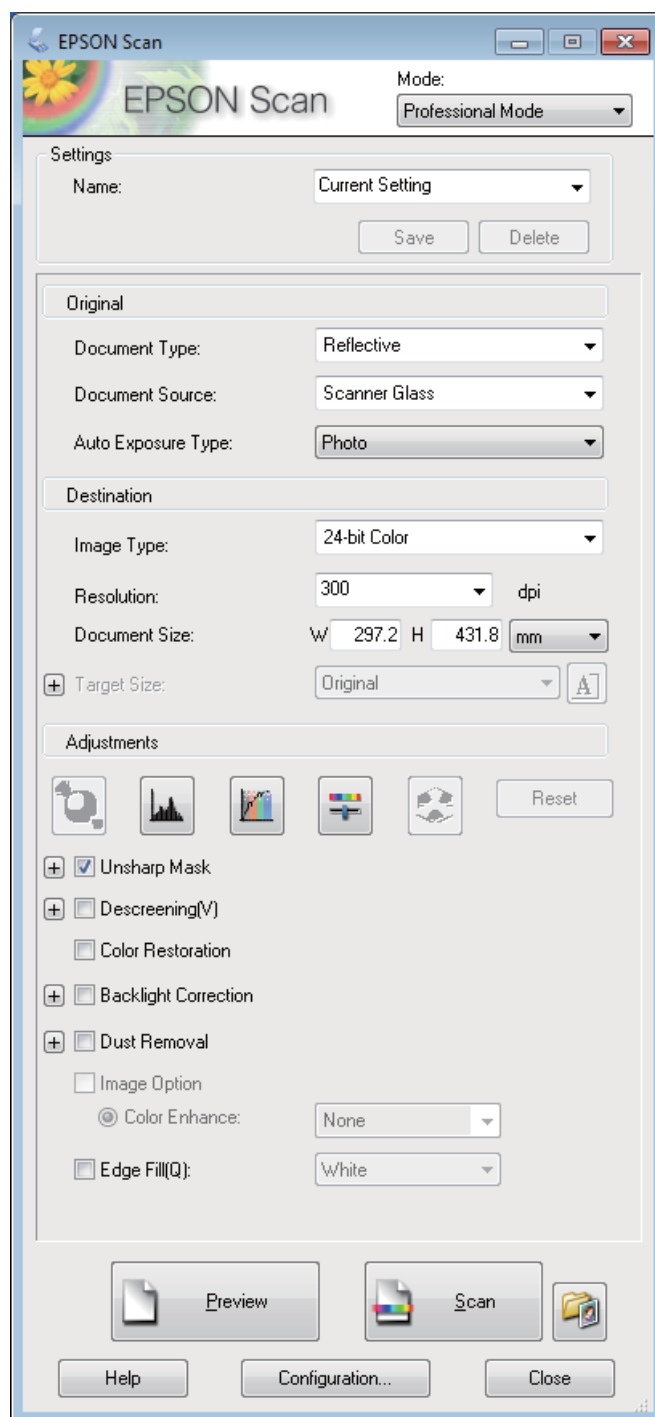 EPSON Scan
EPSON Scan
Mode:
Professional Mode
Settings
Name:
Current Setting
Save
Delete
Original
Document Type:
Reflective
Document Source:
Scanner Glass
Auto Exposure Type:
Photo
Destination
Image Type:
24-bit Color
Resolution:
300
dpi
Document Size:
W 297.2 H 431.8 mm
Target Size:
Original
A
Adjustments
Reset
Unsharp Mask
Descreening(V)
Color Restoration
Backlight Correction
Dust Removal
Image Option
Color Enhance:
None
Edge Fill(Q):
White
Preview
Scan
Help
Configuration...
Close